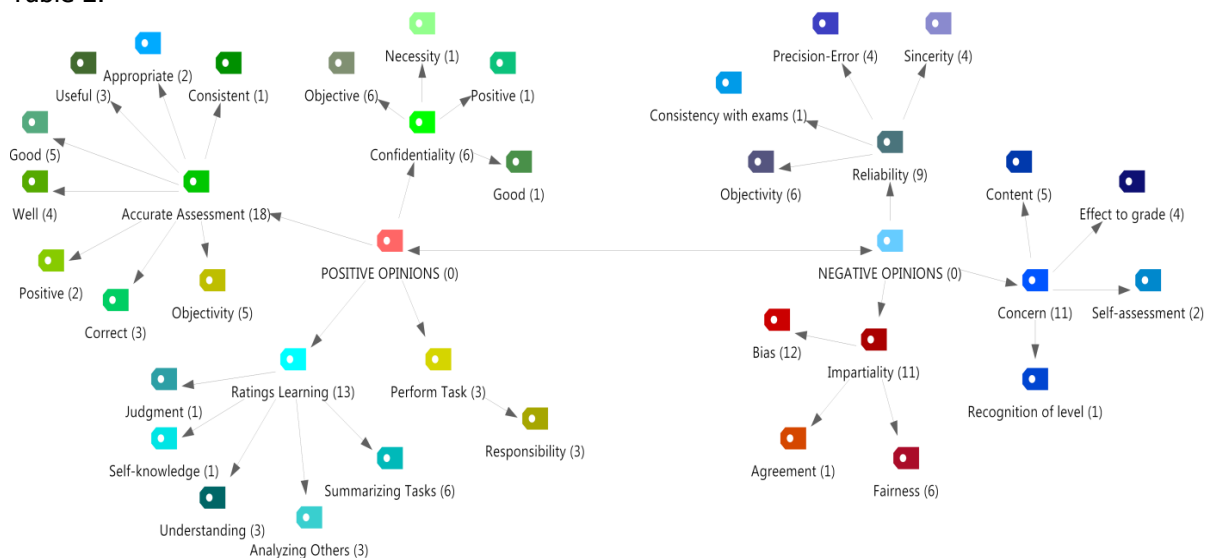 Table 2.
Necessity (1)
Precision-Error (4)
Sincerity (4)
Appropriate (2)
Useful (3)
Consistent (1)
Objective (6)
Positive (1)
Consistency with exams (1)
Good (5)
Confidentiality (6)
Reliability (9)
Good (1)
Objectivity (6)
Content (5)
Well (4)
Accurate Assessment (18)
Effect to grade (4)
POSITIVE OPINIONS (0)
NEGATIVE OPINIONS (0)
Positive (2)
Correct (3)
Objectivity (5)
Concern (11)
Self-assessment (2)
Bias (12)
Impartiality (11)
Ratings Learning (13)
Perform Task (3)
Judgment (1)
Recognition of level (1)
Responsibility (3)
Self-knowledge (1)
Agreement (1)
Summarizing Tasks (6)
Fairness (6)
Understanding (3)
Analyzing Others (3)